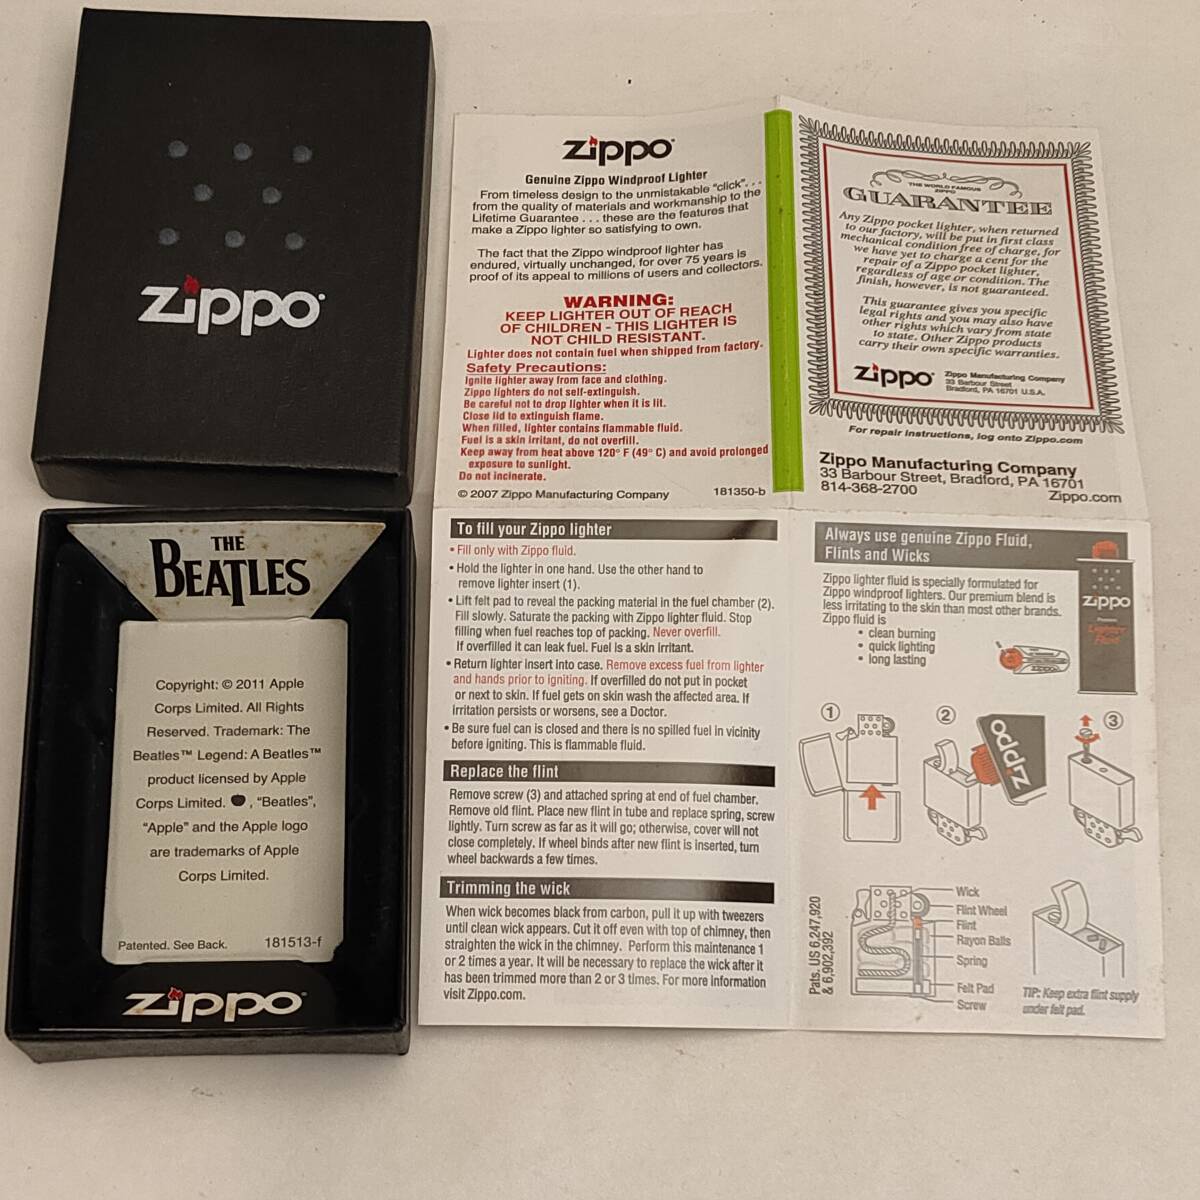 zippo
THE
BEATLES
Copyright: © 2011 Apple
Corps Limited. All Rights
Reserved. Trademark: The
Beatles™ Legend: A Beatles™
product licensed by Apple
Corps Limited. , “Beatles”,
“Apple” and the Apple logo
are trademarks of Apple
Corps Limited.
Patented. See Back. 181513-f
zippo
zippo
Genuine Zippo Windproof Lighter
From timeless design to the unmistakable “click”. . .
from the quality of materials and workmanship to the
Lifetime Guarantee . . . these are the features that
make a Zippo lighter so satisfying to own.
The fact that the Zippo windproof lighter has
endured, virtually unchanged, for over 75 years is
proof of its appeal to millions of users and collectors.
WARNING:
KEEP LIGHTER OUT OF REACH
OF CHILDREN - THIS LIGHTER IS
NOT CHILD RESISTANT.
Lighter does not contain fuel when shipped from factory.
Safety Precautions:
Ignite lighter away from face and clothing.
Zippo lighters do not self-extinguish.
Be careful not to drop lighter when it is lit.
Close lid to extinguish flame.
When filled, lighter contains flammable fluid.
Fuel is a skin irritant, do not overfill.
Keep away from heat above 120° F (49° C) and avoid prolonged
exposure to sunlight.
Do not incinerate.
© 2007 Zippo Manufacturing Company 181350-b
THE WORLD FAMOUS
ZIPPO
GUARANTEE
Any Zippo pocket lighter, when returned
to our factory, will be put in first class
mechanical condition free of charge, for
we have yet to charge a cent for the
repair of a Zippo pocket lighter,
regardless of age or condition. The
finish, however, is not guaranteed.
This guarantee gives you specific
legal rights and you may also have
other rights which vary from state
to state. Other Zippo products
carry their own specific warranties.
zippo
Zippo Manufacturing Company
33 Barbour Street
Bradford, PA 16701 U.S.A.
For repair instructions, log onto Zippo.com
Zippo Manufacturing Company
33 Barbour Street, Bradford, PA 16701
814-368-2700 Zippo.com
To fill your Zippo lighter
• Fill only with Zippo fluid.
• Hold the lighter in one hand. Use the other hand to
remove lighter insert (1).
• Lift felt pad to reveal the packing material in the fuel chamber (2).
Fill slowly. Saturate the packing with Zippo lighter fluid. Stop
filling when fuel reaches top of packing. Never overfill.
If overfilled it can leak fuel. Fuel is a skin irritant.
• Return lighter insert into case. Remove excess fuel from lighter
and hands prior to igniting. If overfilled do not put in pocket
or next to skin. If fuel gets on skin wash the affected area. If
irritation persists or worsens, see a Doctor.
• Be sure fuel can is closed and there is no spilled fuel in vicinity
before igniting. This is flammable fluid.
Replace the flint
Remove screw (3) and attached spring at end of fuel chamber.
Remove old flint. Place new flint in tube and replace spring, screw
lightly. Turn screw as far as it will go; otherwise, cover will not
close completely. If wheel binds after new flint is inserted, turn
wheel backwards a few times.
Trimming the wick
When wick becomes black from carbon, pull it up with tweezers
until clean wick appears. Cut it off even with top of chimney, then
straighten the wick in the chimney. Perform this maintenance 1
or 2 times a year. It will be necessary to replace the wick after it
has been trimmed more than 2 or 3 times. For more information
visit Zippo.com.
Always use genuine Zippo Fluid,
Flints and Wicks
Zippo lighter fluid is specially formulated for
Zippo windproof lighters. Our premium blend is
less irritating to the skin than most other brands.
Zippo fluid is
• clean burning
• quick lighting
• long lasting
zippo
Lighter
Fluid
1
2
3
zippo
Pats. US 6,247,920
& 6,902,392
Wick
Flint Wheel
Flint
Rayon Balls
Spring
Felt Pad
Screw
TIP: Keep extra flint supply
under felt pad.